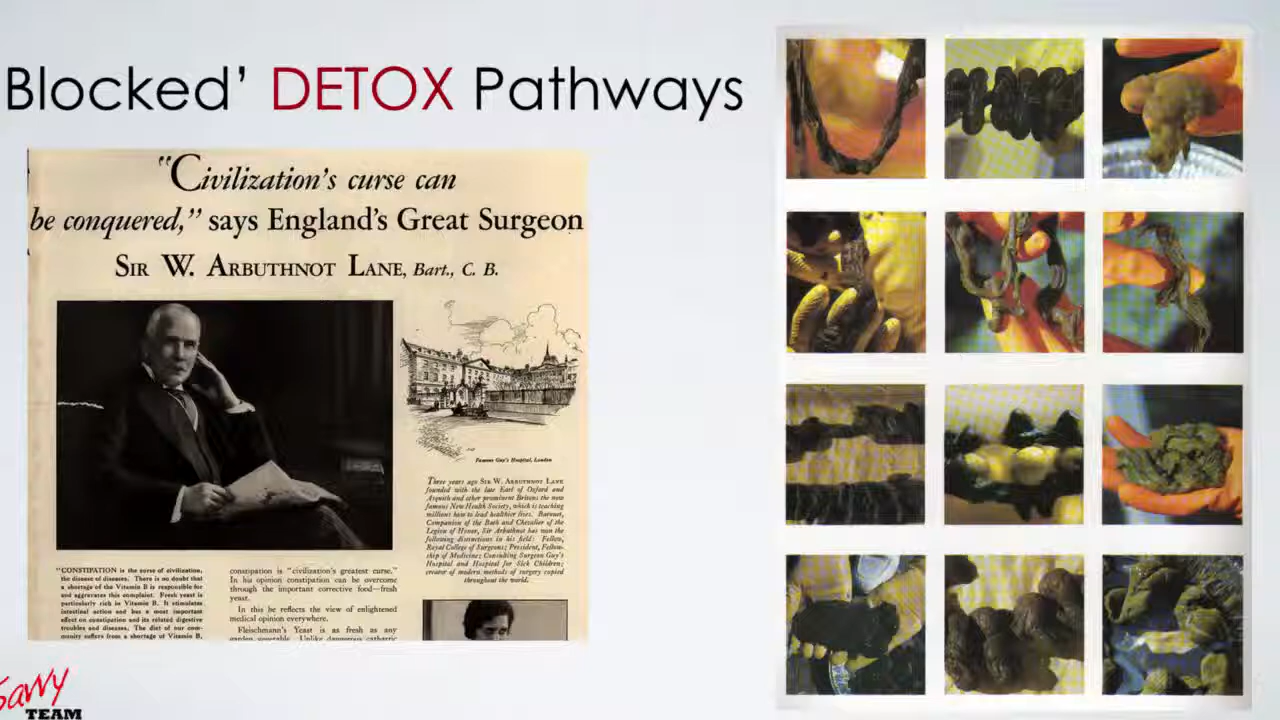 Blocked’ DETOX Pathways
"Civilization's curse can
be conquered," says England's Great Surgeon
SIR W. ARBUTHNOT LANE, Bart., C. B.
Famous Guy's Hospital, London
Three years ago SIR W. ARBUTHNOT LANE
founded with the late Earl of Oxford and
Asquith and other prominent Britons the now
famous New Health Society, which is teaching
millions how to lead healthier lives. Baronet,
Companion of the Bath and Chevalier of the
Legion of Honor, Sir Arbuthnot has won the
following distinctions in his field: Fellow,
Royal College of Surgeons; President, Fellow-
ship of Medicine; Consulting Surgeon Guy's
Hospital and Hospital for Sick Children;
creator of modern methods of surgery copied
throughout the world.
"CONSTIPATION is the curse of civilization,
the disease of diseases. There is no doubt that
a shortage of the Vitamin B is responsible for
and aggravates this complaint. Fresh yeast is
particularly rich in Vitamin B. It stimulates
intestinal action and has a most important
effect on constipation and its related digestive
troubles and diseases. The diet of our com-
munity suffers from a shortage of Vitamin B,
constipation is "civilization's greatest curse."
In his opinion constipation can be overcome
through the important corrective food—fresh
yeast.
In this he reflects the view of enlightened
medical opinion everywhere.
Fleischmann's Yeast is as fresh as any
garden vegetable. Unlike dangerous cathartic
Savvy
TEAM